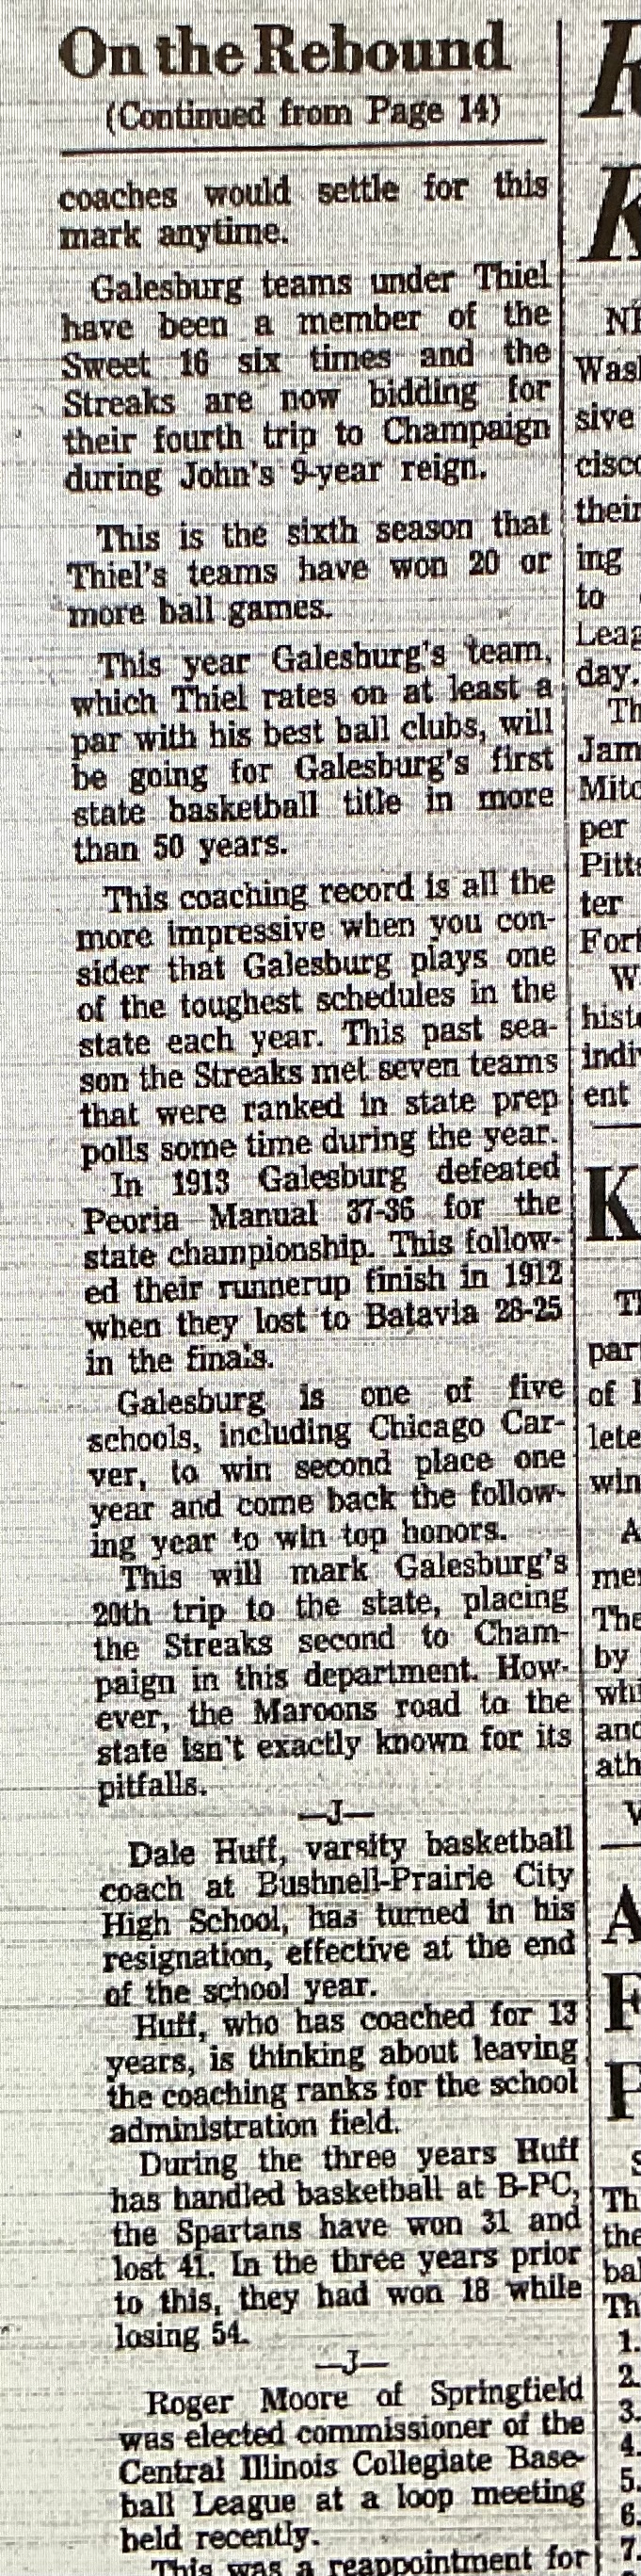 On the Rebound
(Continued from Page 14)
coaches would settle for this
mark anytime.
Galesburg teams under Thiel
have been a member of the
Sweet 16 six times and the
Streaks are now bidding for
their fourth trip to Champaign
during John's 9-year reign.
This is the sixth season that
Thiel's teams have won 20 or
more ball games.
This year Galesburg's team,
which Thiel rates on at least a
par with his best ball clubs, will
be going for Galesburg's first
state basketball title in more
than 50 years.
This coaching record is all the
more impressive when you con-
sider that Galesburg plays one
of the toughest schedules in the
state each year. This past sea-
son the Streaks met seven teams
that were ranked in state prep
polls some time during the year.
In 1913 Galesburg defeated
Peoria Manual 37-36 for the
state championship. This follow-
ed their runnerup finish in 1912
when they lost to Batavia 28-25
in the finals.
Galesburg is one of five
schools, including Chicago Car-
ver, to win second place one
year and come back the follow-
ing year to win top honors.
This will mark Galesburg's
20th trip to the state, placing
the Streaks second to Cham-
paign in this department. How-
ever, the Maroons road to the
state isn't exactly known for its
pitfalls.
—J—
Dale Huff, varsity basketball
coach at Bushnell-Prairie City
High School, has turned in his
resignation, effective at the end
of the school year.
Huff, who has coached for 13
years, is thinking about leaving
the coaching ranks for the school
administration field.
During the three years Huff
has handled basketball at B-PC,
the Spartans have won 31 and
lost 41. In the three years prior
to this, they had won 18 while
losing 54.
—J—
Roger Moore of Springfield
was elected commissioner of the
Central Illinois Collegiate Base-
ball League at a loop meeting
held recently.
This was a reappointment for